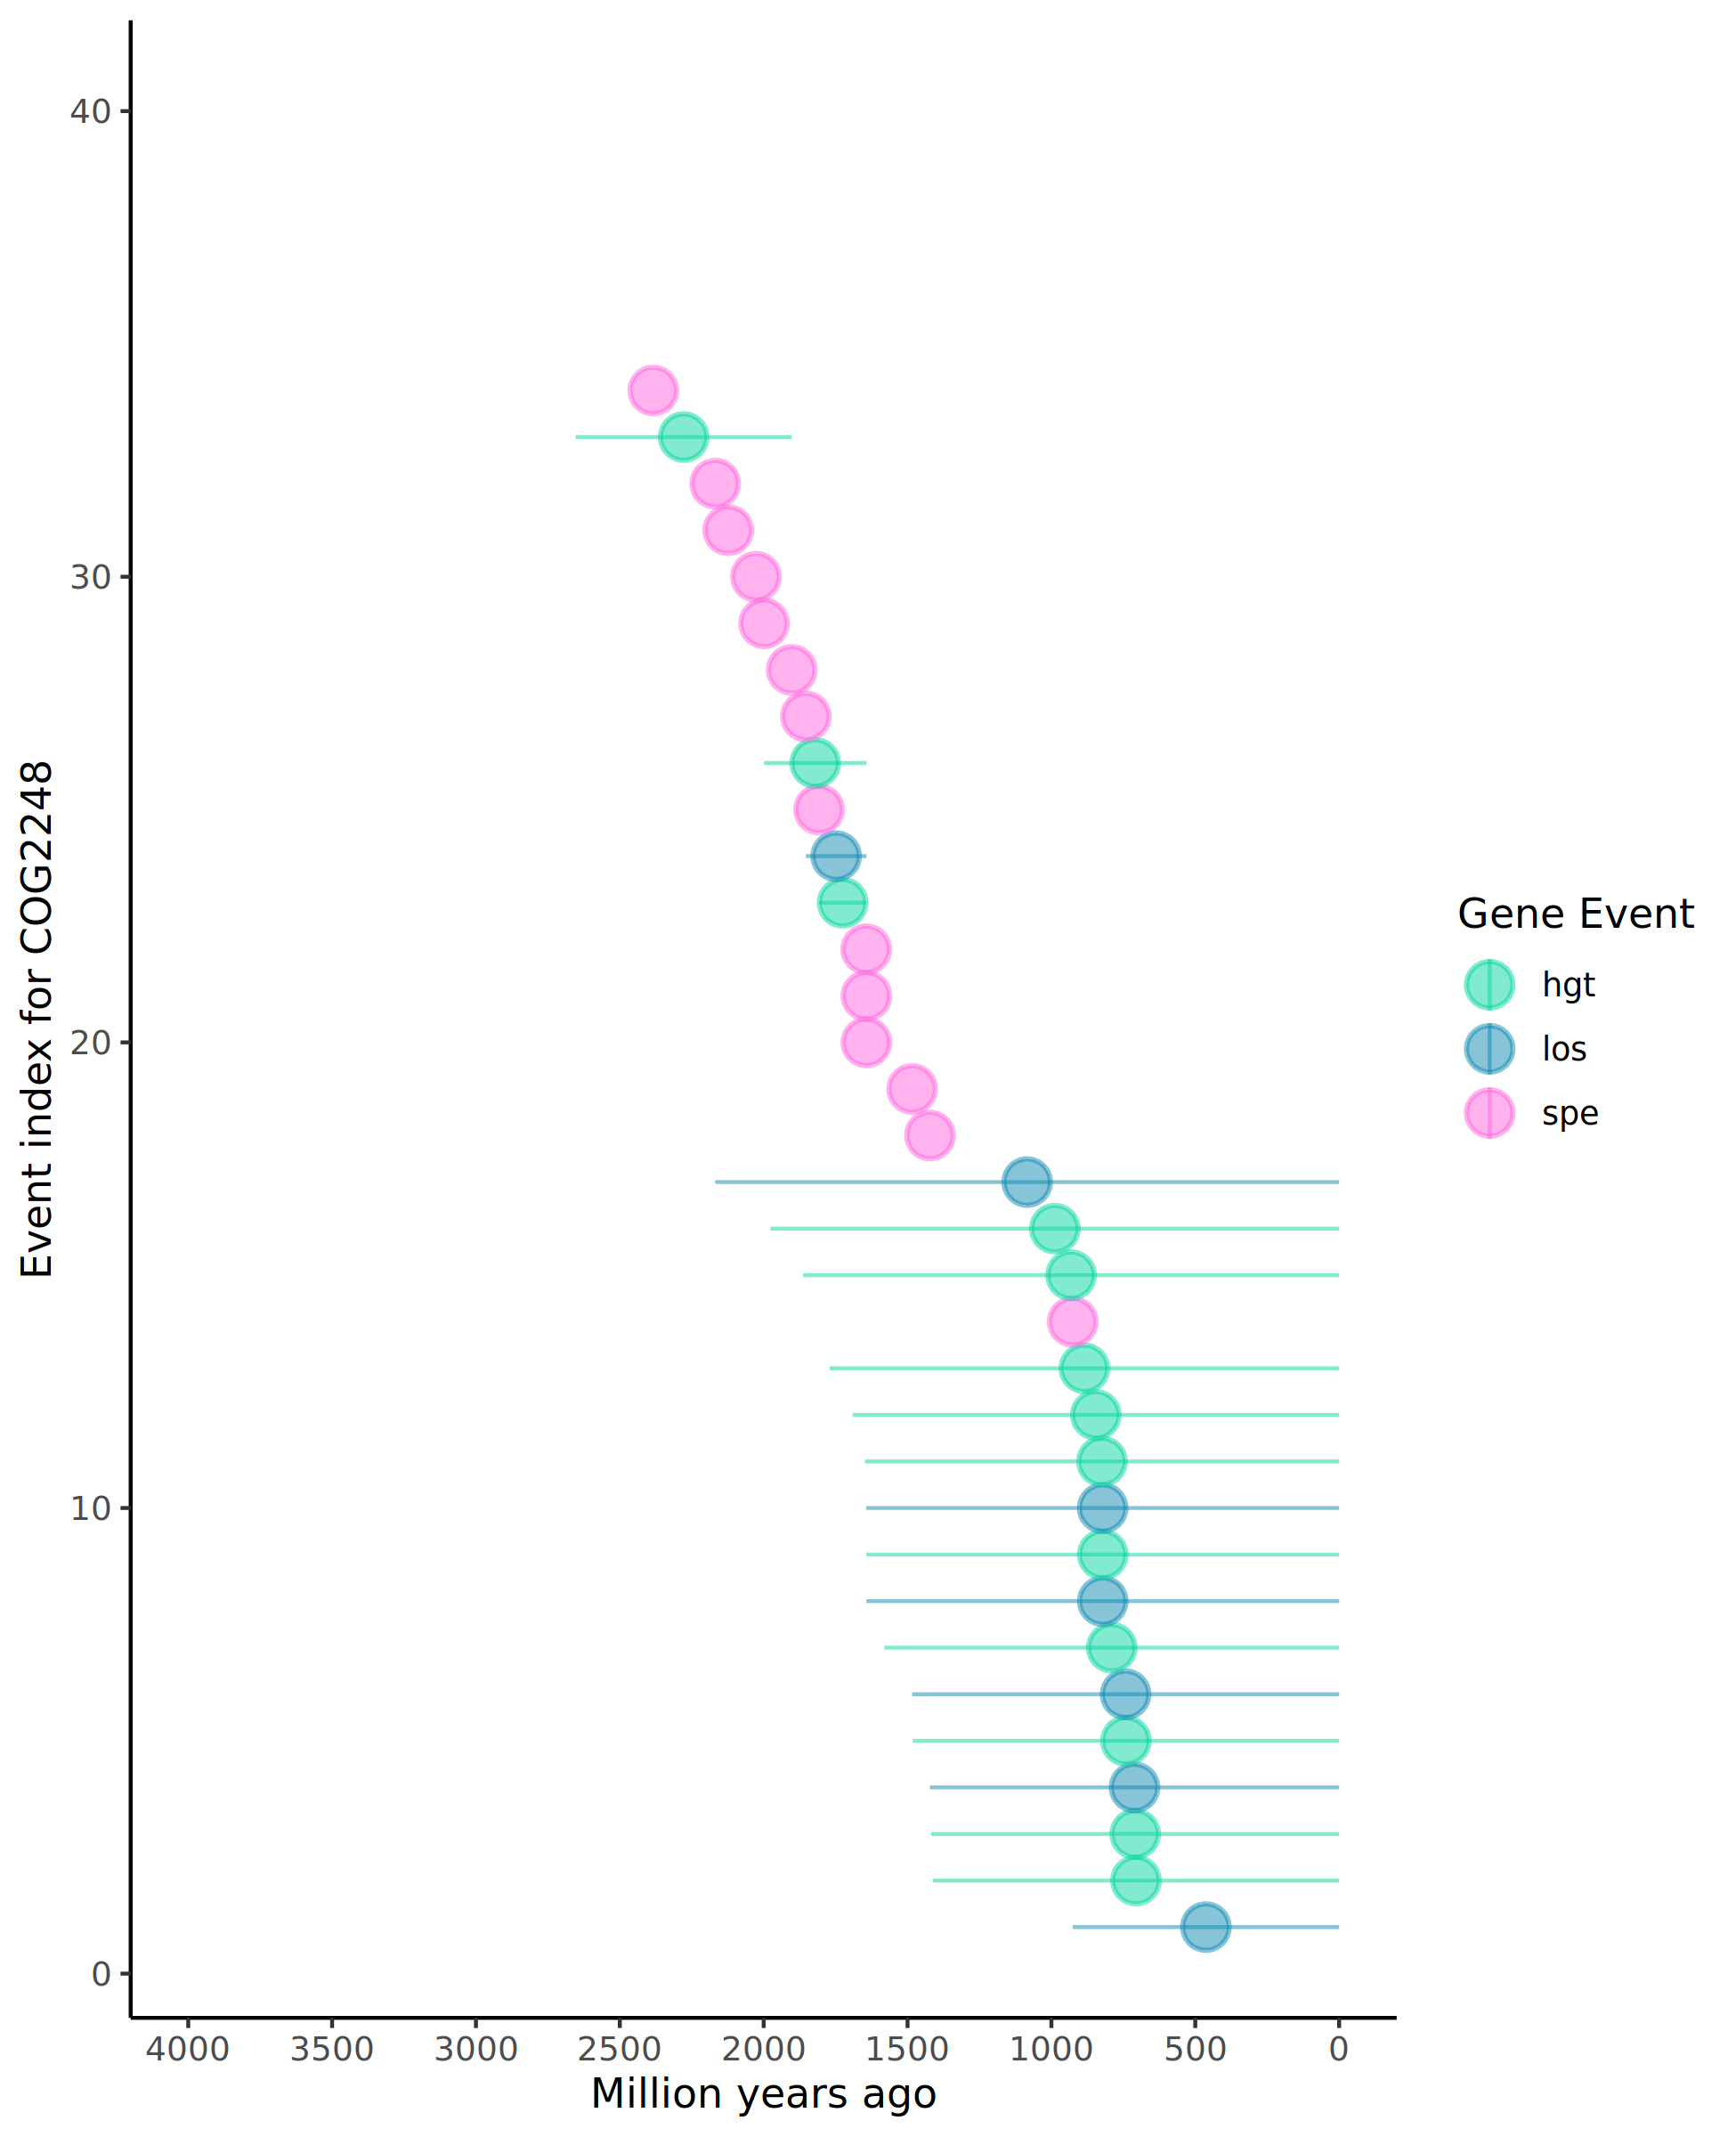 40
30
20
10
0
Event index for COG2248
4000 3500 3000 2500 2000 1500 1000 500 0
Million years ago
Gene Event
hgt
los
spe